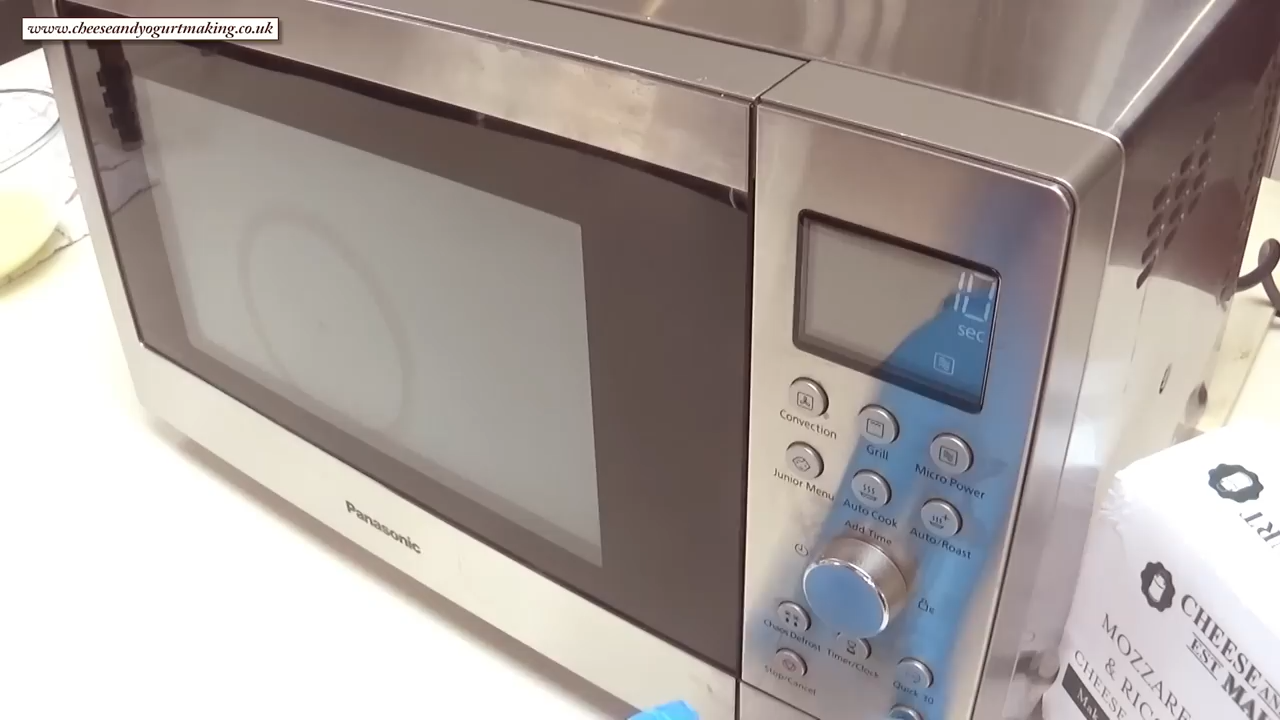 www.cheeseandyogurtmaking.co.uk
10
sec
Convection
Grill
Micro Power
Junior Menu
Auto Cook
Auto/Roast
Add Time
Chaos Defrost
Timer/Clock
Stop/Cancel
Quick 30
Panasonic
CHEESE
EST
MOZZARE
& RIC
CHEESE